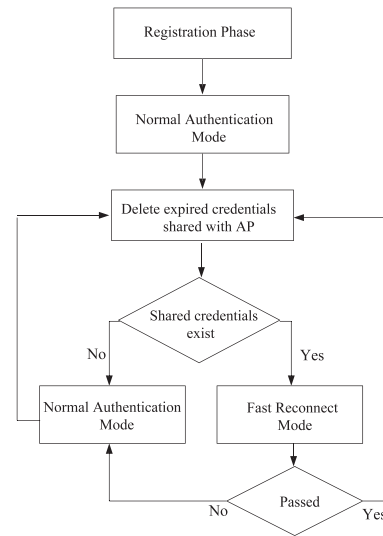 Registration Phase
Normal Authentication
Mode
Delete expired credentials
shared with AP
Shared credentials
exist
No
Yes
Normal Authentication
Mode
Fast Reconnect
Mode
Passed
No
Yes